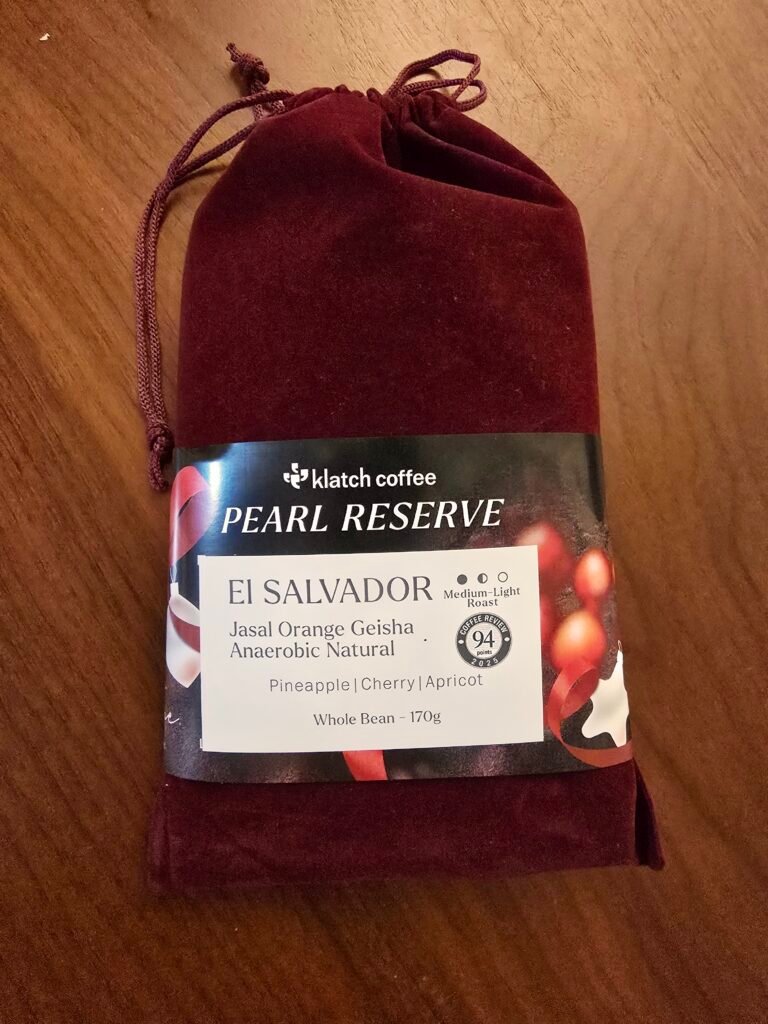 klatch coffee
PEARL RESERVE
El SALVADOR
Medium-Light
Roast
Jasal Orange Geisha
Anaerobic Natural
COFFEE REVIEW
94
points
2025
Pineapple|Cherry|Apricot
Whole Bean - 170g